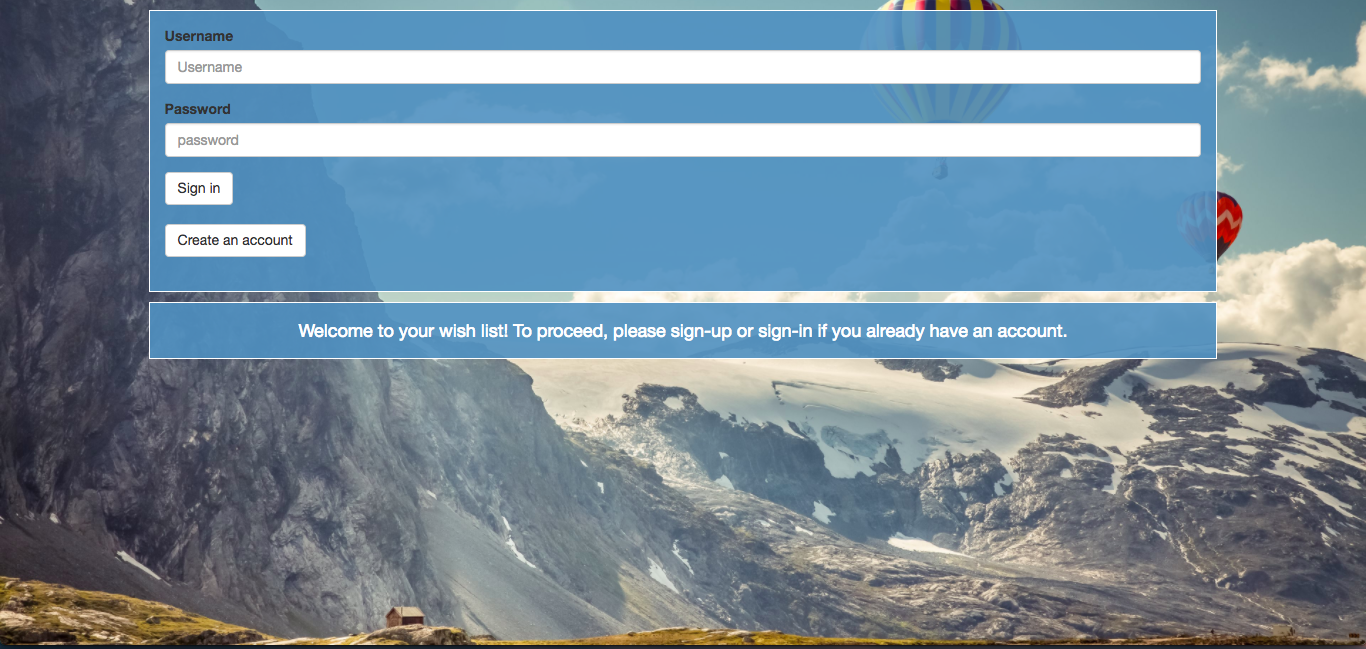 Username
Username
Password
password
Sign in
Create an account
Welcome to your wish list! To proceed, please sign-up or sign-in if you already have an account.